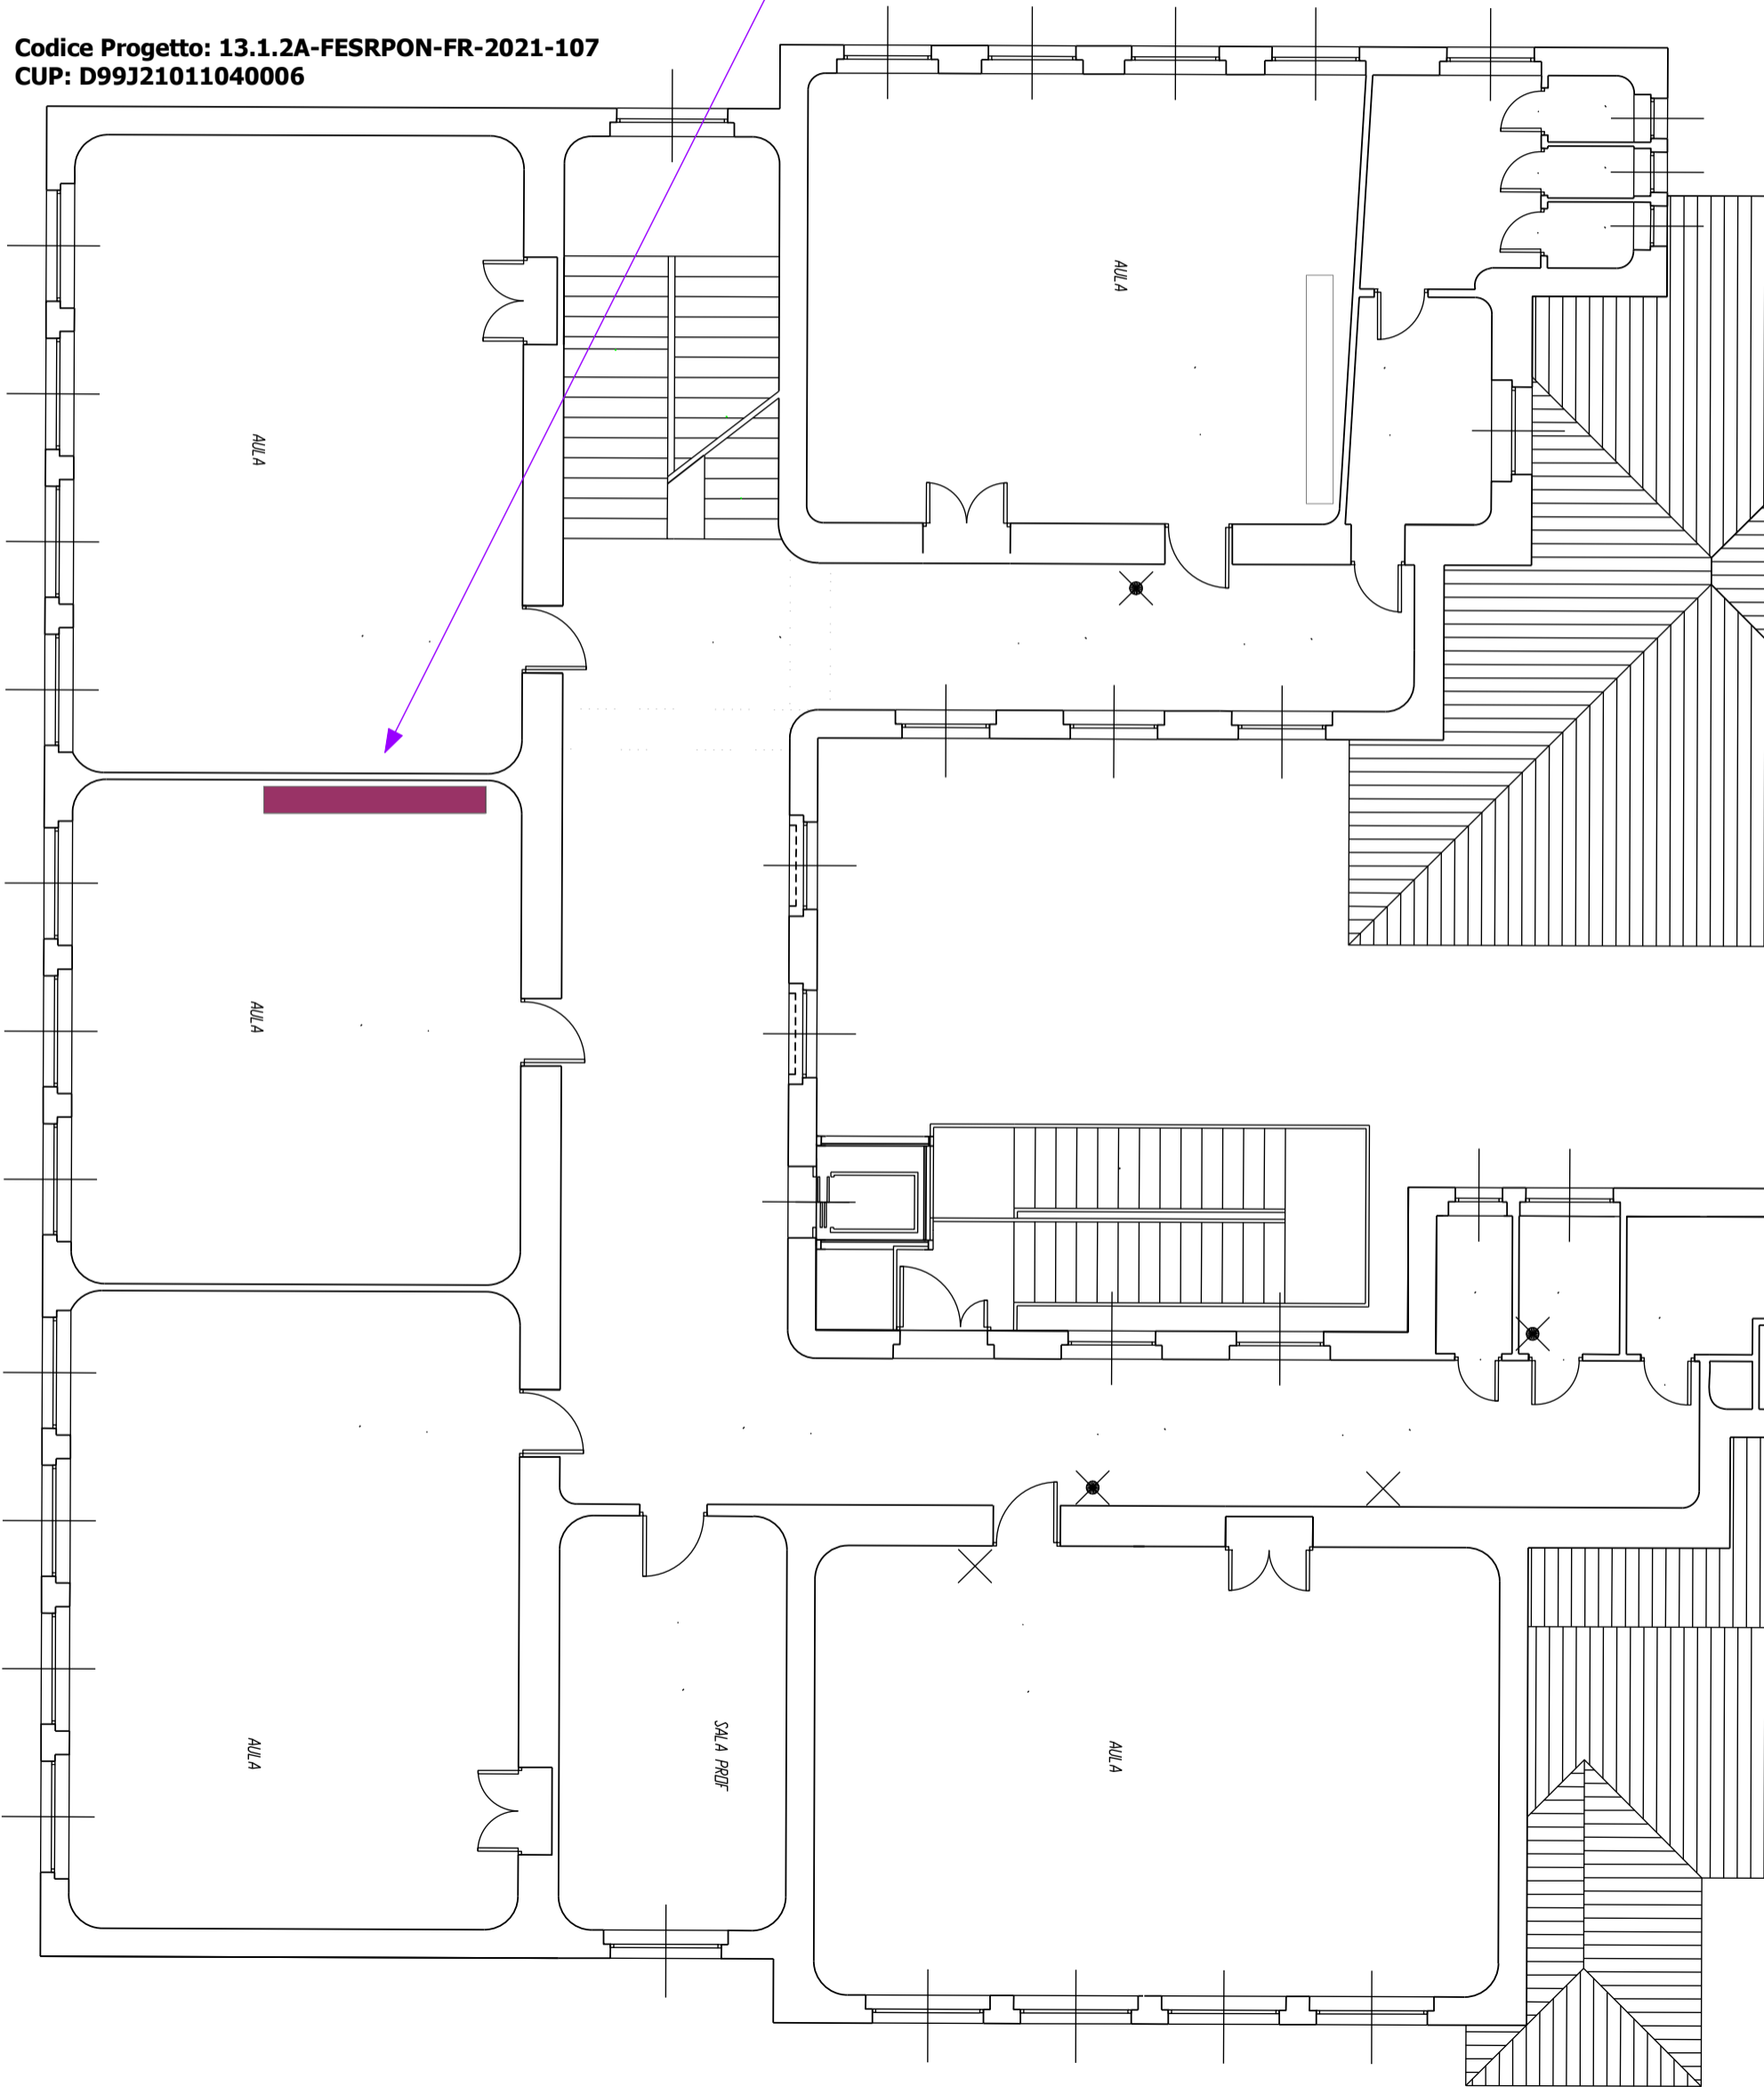 Codice Progetto: 13.1.2A-FESRPON-FR-2021-107
CUP: D99J21011040006
AULA
AULA
AULA
AULA
SALA PROF
AULA